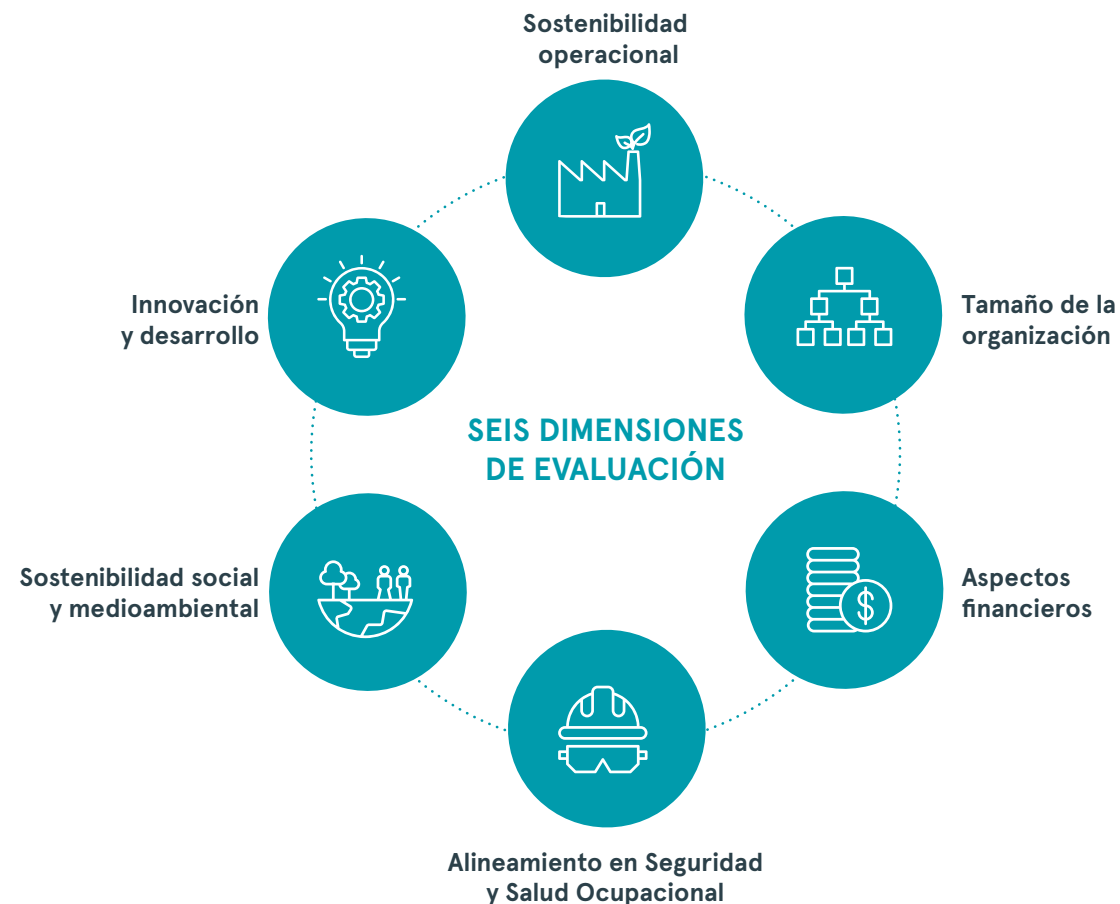 Sostenibilidad
operacional
Innovación
y desarrollo
Tamaño de la
organización
SEIS DIMENSIONES
DE EVALUACIÓN
Sostenibilidad social
y medioambiental
Aspectos
financieros
$
Alineamiento en Seguridad
y Salud Ocupacional